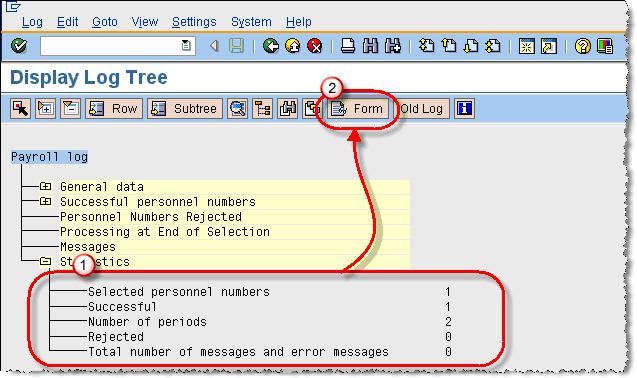 Log Edit Goto View Settings System Help
Display Log Tree
2
Row Subtree Form Old Log
Payroll log
General data
Successful personnel numbers
Personnel Numbers Rejected
Processing at End of Selection
Messages
1
Statistics
Selected personnel numbers 1
Successful 1
Number of periods 2
Rejected 0
Total number of messages and error messages 0